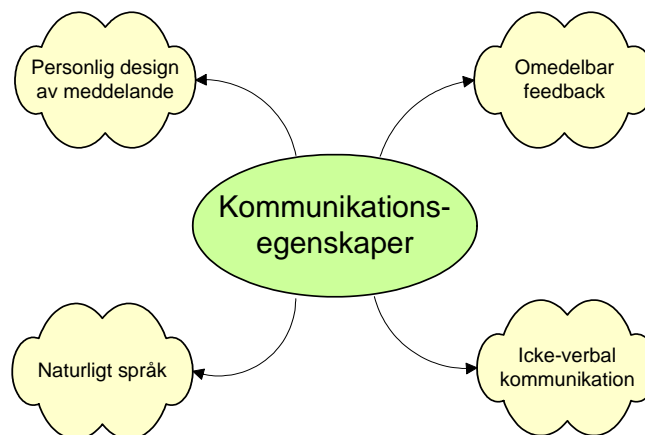 Personlig design
av meddelande
Omedelbar
feedback
Kommunikations-
egenskaper
Naturligt språk
Icke-verbal
kommunikation